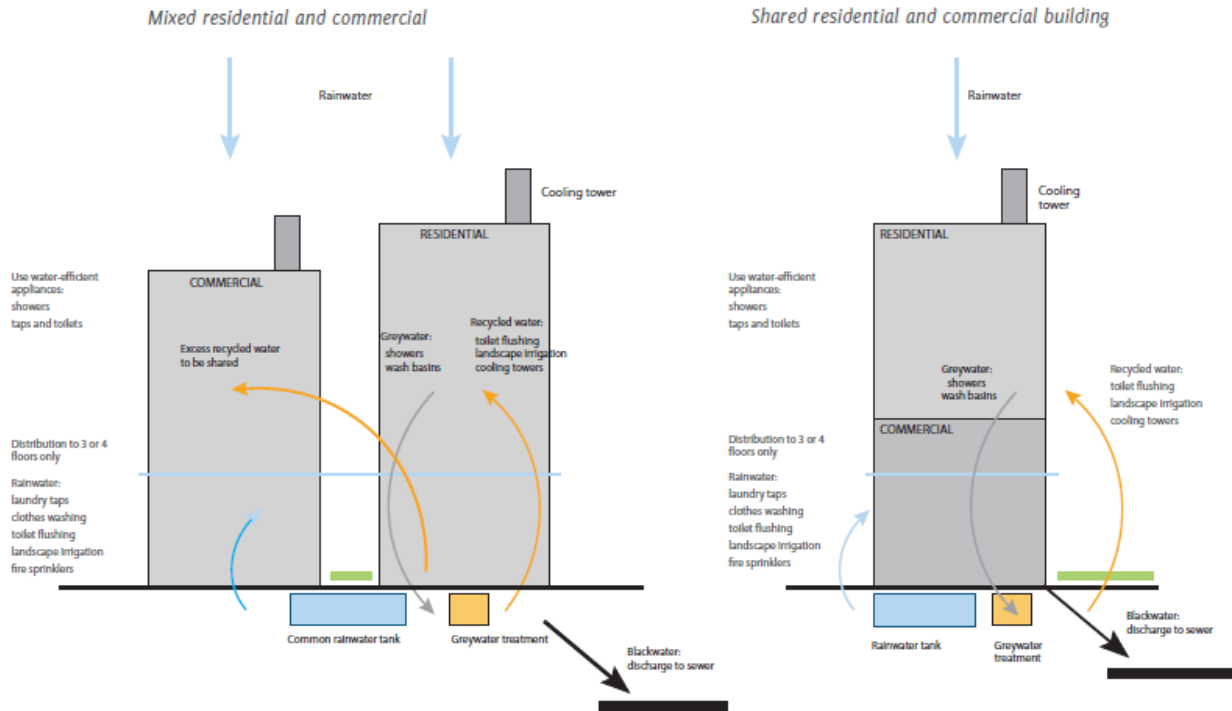 Mixed residential and commercial
Rainwater
Cooling tower
RESIDENTIAL
COMMERCIAL
Use water-efficient
appliances:
showers
taps and toilets
Excess recycled water
to be shared
Greywater:
showers
wash basins
Recycled water:
toilet flushing
landscape irrigation
cooling towers
Distribution to 3 or 4
floors only
Rainwater:
laundry taps
clothes washing
toilet flushing
landscape irrigation
fire sprinklers
Common rainwater tank
Greywater treatment
Blackwater:
discharge to sewer
Shared residential and commercial building
Rainwater
Cooling
tower
RESIDENTIAL
Use water-efficient
appliances:
showers
taps and toilets
Greywater:
showers
wash basins
Recycled water:
toilet flushing
landscape irrigation
cooling towers
COMMERCIAL
Distribution to 3 or 4
floors only
Rainwater:
laundry taps
clothes washing
toilet flushing
landscape irrigation
fire sprinklers
Rainwater tank
Greywater
treatment
Blackwater:
discharge to sewer